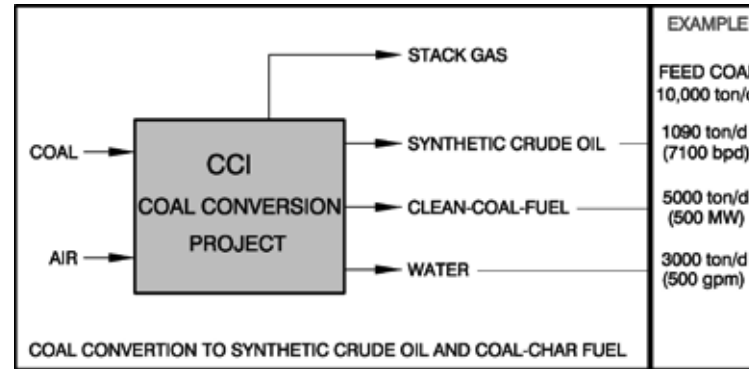 STACK GAS
COAL
AIR
CCI
COAL CONVERSION
PROJECT
SYNTHETIC CRUDE OIL
CLEAN-COAL-FUEL
WATER
COAL CONVERTION TO SYNTHETIC CRUDE OIL AND COAL-CHAR FUEL
EXAMPLE
FEED COAL
10,000 ton/d
1090 ton/d
(7100 bpd)
5000 ton/d
(500 MW)
3000 ton/d
(500 gpm)